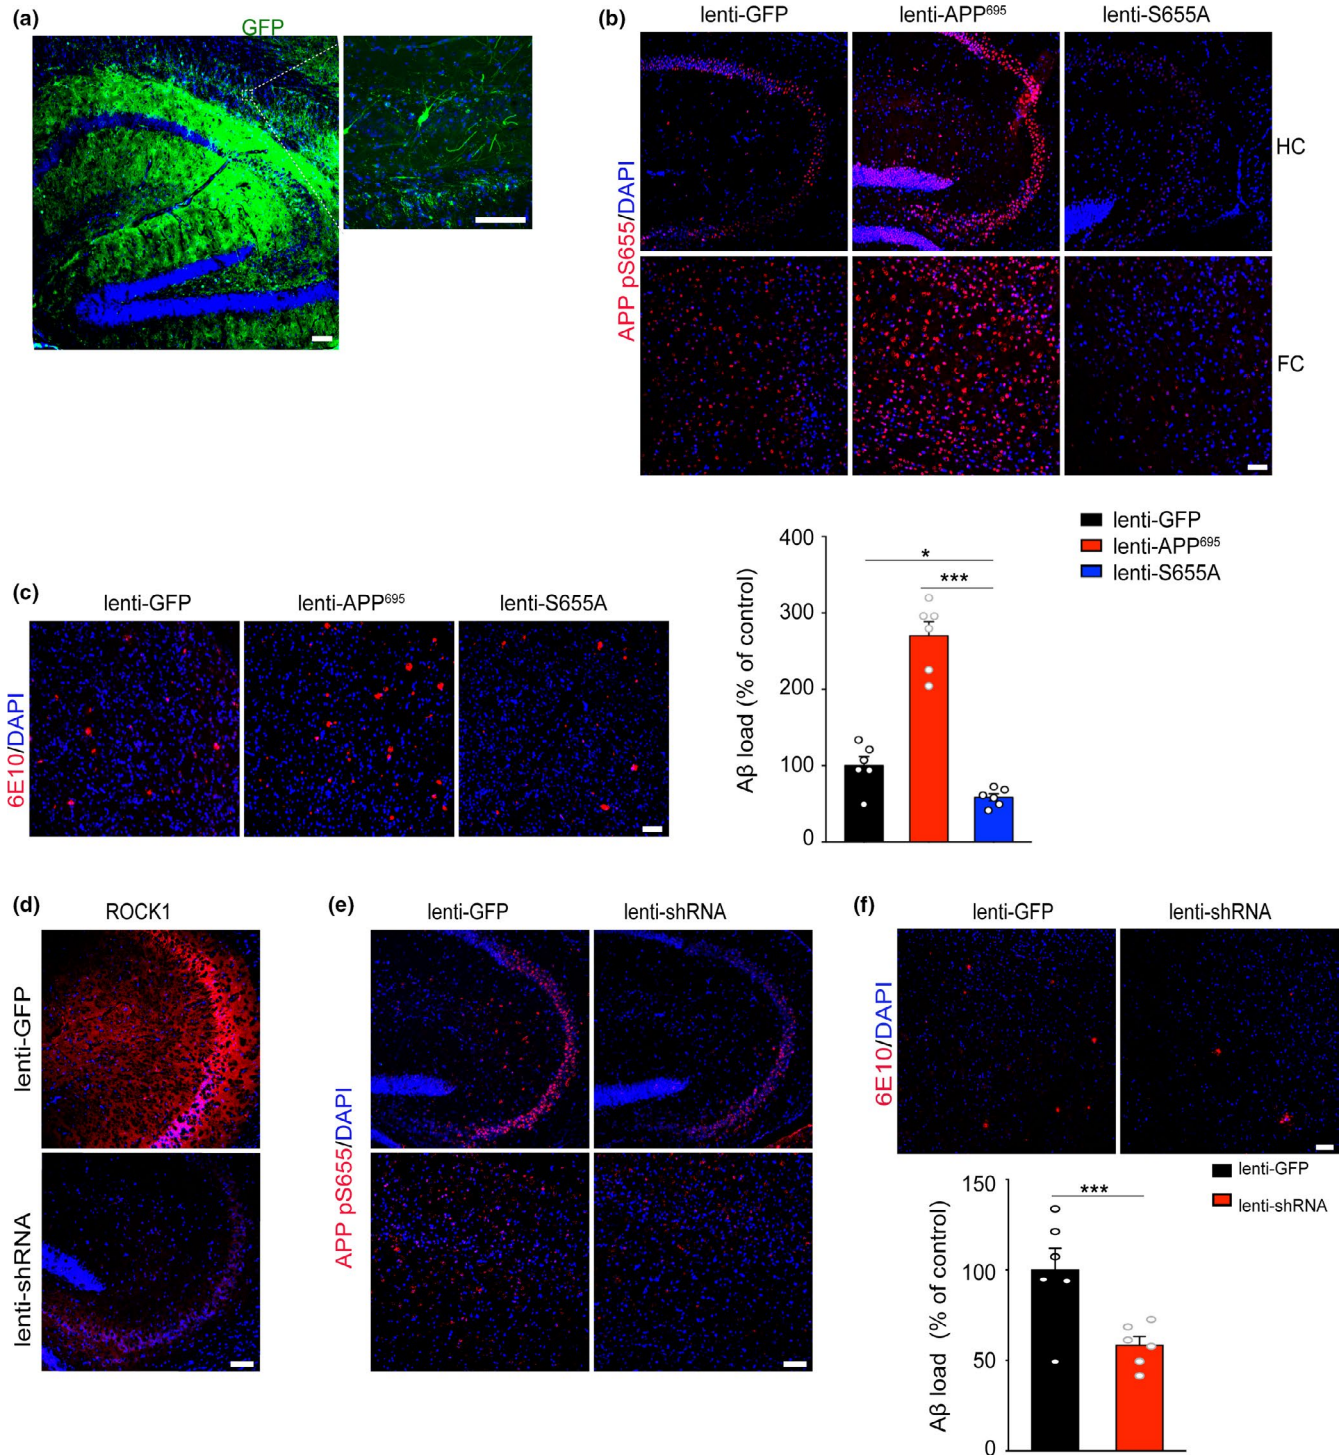 (a)
GFP
(b)
lenti-GFP lenti-APP⁶⁹⁵ lenti-S655A
APP pS655/DAPI
HC
FC
(c)
lenti-GFP lenti-APP⁶⁹⁵ lenti-S655A
6E10/DAPI
Aβ load (% of control)
400
300
200
100
0
*
***
lenti-GFP
lenti-APP⁶⁹⁵
lenti-S655A
(d)
ROCK1
lenti-GFP
lenti-shRNA
(e)
lenti-GFP lenti-shRNA
APP pS655/DAPI
(f)
lenti-GFP lenti-shRNA
6E10/DAPI
Aβ load (% of control)
150
100
50
0
***
lenti-GFP
lenti-shRNA